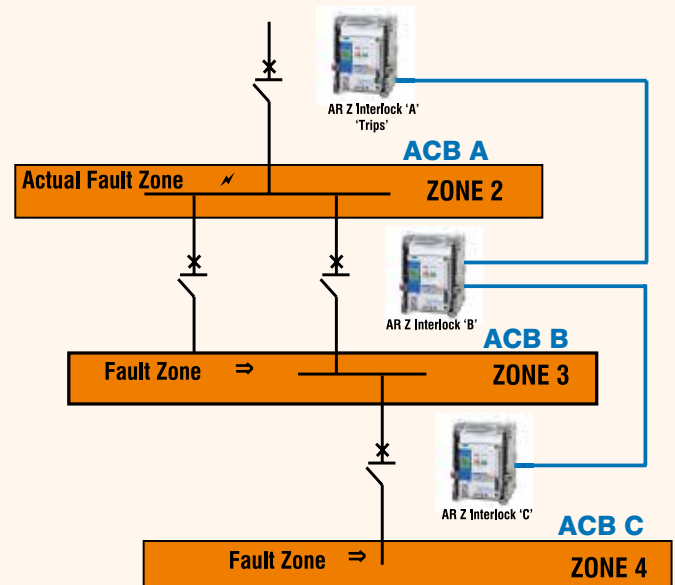 AR Z Interlock 'A'
'Trips'
ACB A
Actual Fault Zone
ZONE 2
AR Z Interlock 'B'
ACB B
Fault Zone ⇒
ZONE 3
AR Z Interlock 'C'
ACB C
Fault Zone ⇒
ZONE 4